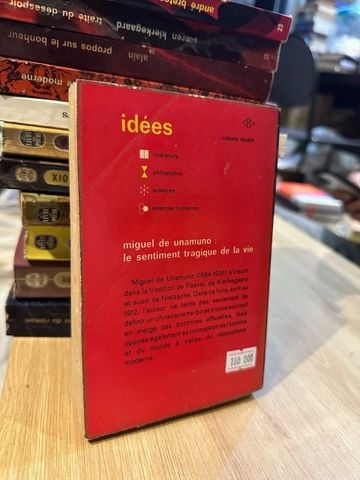 andré breton
søren kierkegaard traité du désespoir
alain propos sur le bonheur
moderne
idées
volume double
littérature
philosophie
sciences
sciences humaines
miguel de unamuno :
le sentiment tragique de la vie
Miguel de Unamuno (1864-1936) s'inscrit
dans la tradition de Pascal, de Kierkegaard
et aussi de Nietzsche. Dans ce livre, écrit en
1912, l'auteur ne tente pas seulement de
définir un christianisme qui se trouve souvent
en marge des doctrines officielles, mais
oppose également sa conception de l'homme
et du monde à celles du rationalisme
moderne.
100 000